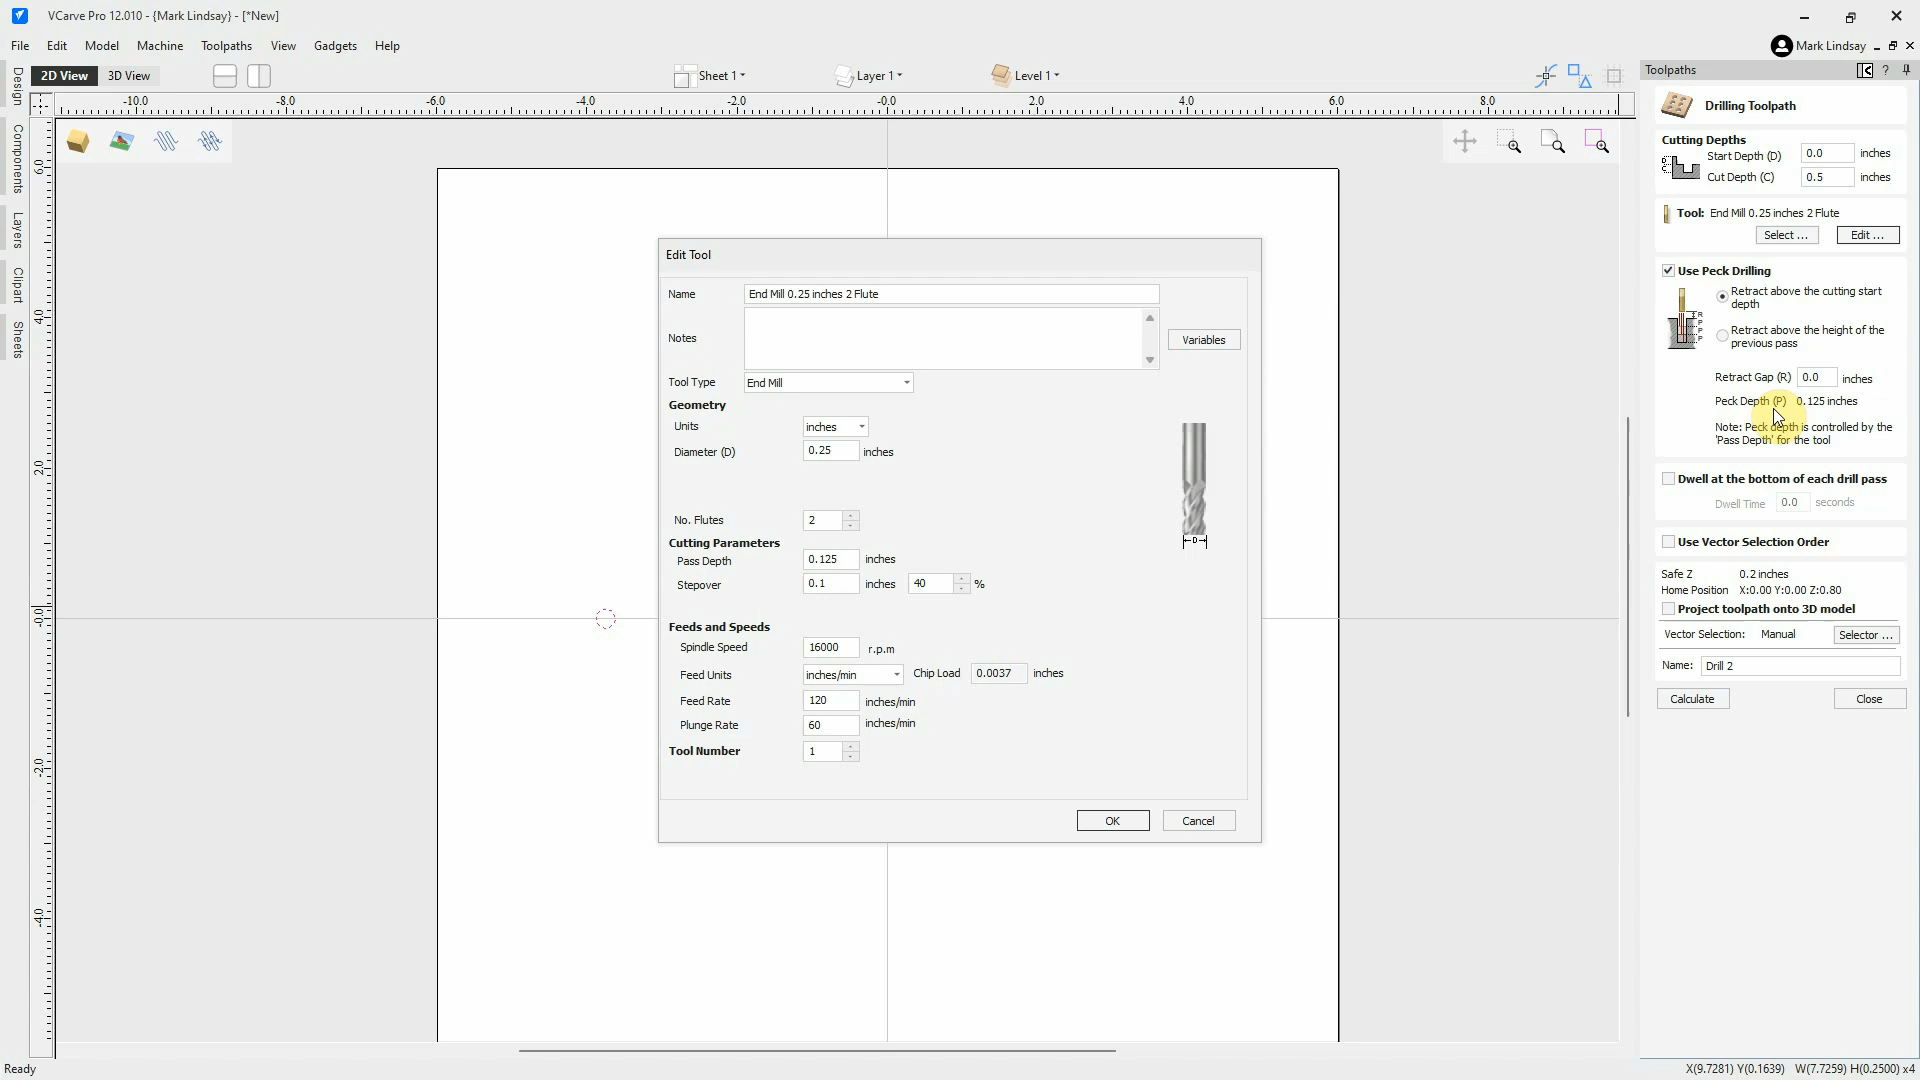 VCarve Pro 12.010 - {Mark Lindsay} - [*New]
File Edit Model Machine Toolpaths View Gadgets Help
Mark Lindsay
2D View 3D View
Sheet 1
Layer 1
Level 1
Toolpaths
-10.0 -8.0 -6.0 -4.0 -2.0 -0.0 2.0 4.0 6.0 8.0
6.0
4.0
2.0
-0.0
-2.0
-4.0
Design
Components
Layers
Clipart
Sheets
Edit Tool
Name End Mill 0.25 inches 2 Flute
Notes
Variables
Tool Type End Mill
Geometry
Units inches
Diameter (D) 0.25 inches
No. Flutes 2
Cutting Parameters
Pass Depth 0.125 inches
Stepover 0.1 inches 40 %
Feeds and Speeds
Spindle Speed 16000 r.p.m
Feed Units inches/min Chip Load 0.0037 inches
Feed Rate 120 inches/min
Plunge Rate 60 inches/min
Tool Number 1
D
OK Cancel
Drilling Toolpath
Cutting Depths
Start Depth (D) 0.0 inches
Cut Depth (C) 0.5 inches
D
C
Tool: End Mill 0.25 inches 2 Flute
Select ... Edit ...
Use Peck Drilling
Retract above the cutting start
depth
Retract above the height of the
previous pass
R
P
P
P
Retract Gap (R) 0.0 inches
Peck Depth (P) 0.125 inches
Note: Peck depth is controlled by the
'Pass Depth' for the tool
Dwell at the bottom of each drill pass
Dwell Time 0.0 seconds
Use Vector Selection Order
Safe Z 0.2 inches
Home Position X:0.00 Y:0.00 Z:0.80
Project toolpath onto 3D model
Vector Selection: Manual Selector ...
Name: Drill 2
Calculate Close
Ready
X(9.7281) Y(0.1639) W(7.7259) H(0.2500) x4